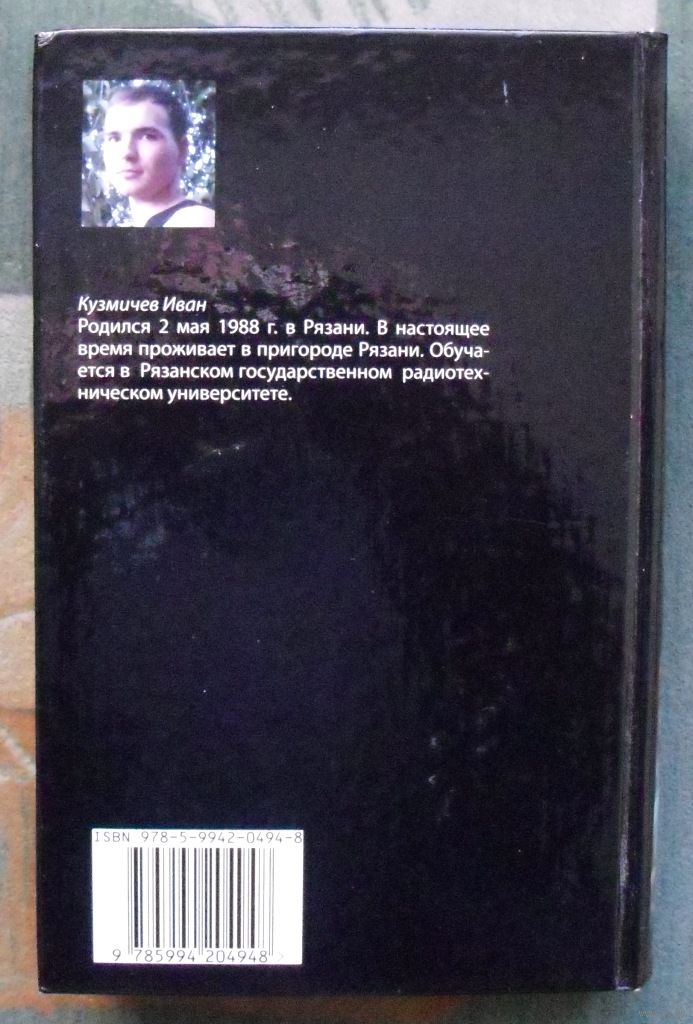 Кузмичев Иван
Родился 2 мая 1988 г. в Рязани. В настоящее
время проживает в пригороде Рязани. Обуча-
ется в Рязанском государственном радиотех-
ническом университете.
ISBN 978-5-9942-0494-8
9 785994 204948 >